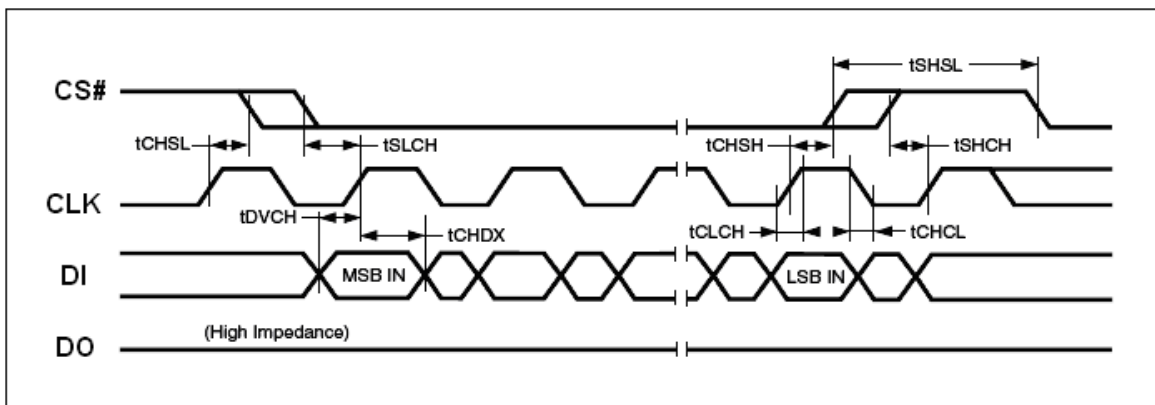 tSHSL
CS#
tCHSL
tSLCH
tCHSH
tSHCH
CLK
tDVCH
tCHDX
tCLCH
tCHCL
DI
MSB IN
LSB IN
(High Impedance)
DO